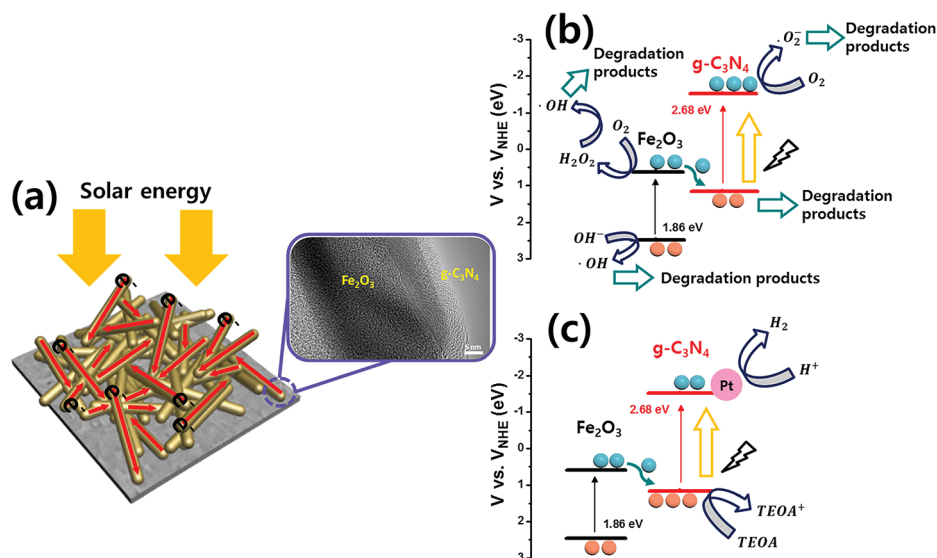 (a)
Solar energy
e
e
e
e
e
e
e
e
Fe₂O₃
g-C₃N₄
5 nm
(b)
V vs. V_NHE (eV)
-3
-2
-1
0
1
2
3
Degradation
products
· OH
H₂O₂
O₂
Fe₂O₃
1.86 eV
OH⁻
· OH
Degradation products
g-C₃N₄
2.68 eV
· O₂⁻
Degradation
products
O₂
Degradation
products
(c)
V vs. V_NHE (eV)
-3
-2
-1
0
1
2
3
Fe₂O₃
1.86 eV
g-C₃N₄
2.68 eV
Pt
H₂
H⁺
TEOA⁺
TEOA